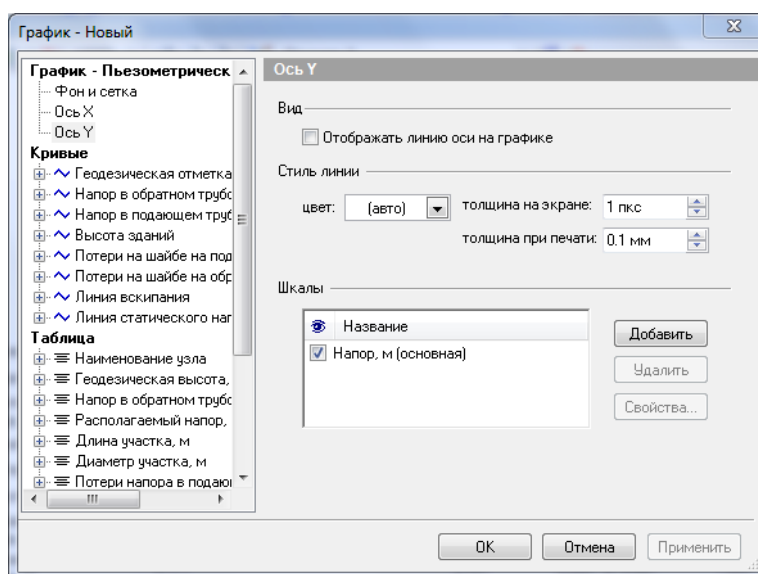 График - Новый
График - Пьезометрическ
Фон и сетка
Ось X
Ось Y
Кривые
Геодезическая отметка
Напор в обратном трубо
Напор в подающем труб
Высота зданий
Потери на шайбе на под
Потери на шайбе на обр
Линия вскипания
Линия статического нап
Таблица
Наименование узла
Геодезическая высота,
Напор в обратном трубо
Располагаемый напор,
Длина участка, м
Диаметр участка, м
Потери напора в подающ
Ось Y
Вид
Отображать линию оси на графике
Стиль линии
цвет: (авто) толщина на экране: 1 пкс
толщина при печати: 0.1 мм
Шкалы
Название
Напор, м (основная)
Добавить
Удалить
Свойства...
OK Отмена Применить